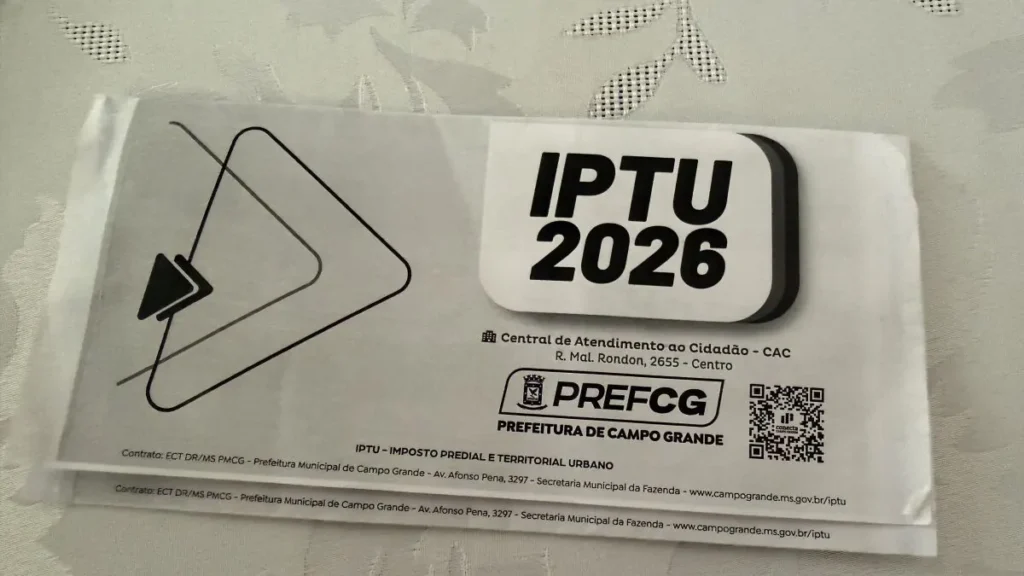 IPTU
2026
Central de Atendimento ao Cidadão - CAC
R. Mal. Rondon, 2655 - Centro
PREFCG
PREFEITURA DE CAMPO GRANDE
conecta
IPTU - IMPOSTO PREDIAL E TERRITORIAL URBANO
Contrato: ECT DR/MS PMCG - Prefeitura Municipal de Campo Grande - Av. Afonso Pena, 3297 - Secretaria Municipal da Fazenda - www.campogrande.ms.gov.br/iptu
Contrato: ECT DR/MS PMCG - Prefeitura Municipal de Campo Grande - Av. Afonso Pena, 3297 - Secretaria Municipal da Fazenda - www.campogrande.ms.gov.br/iptu